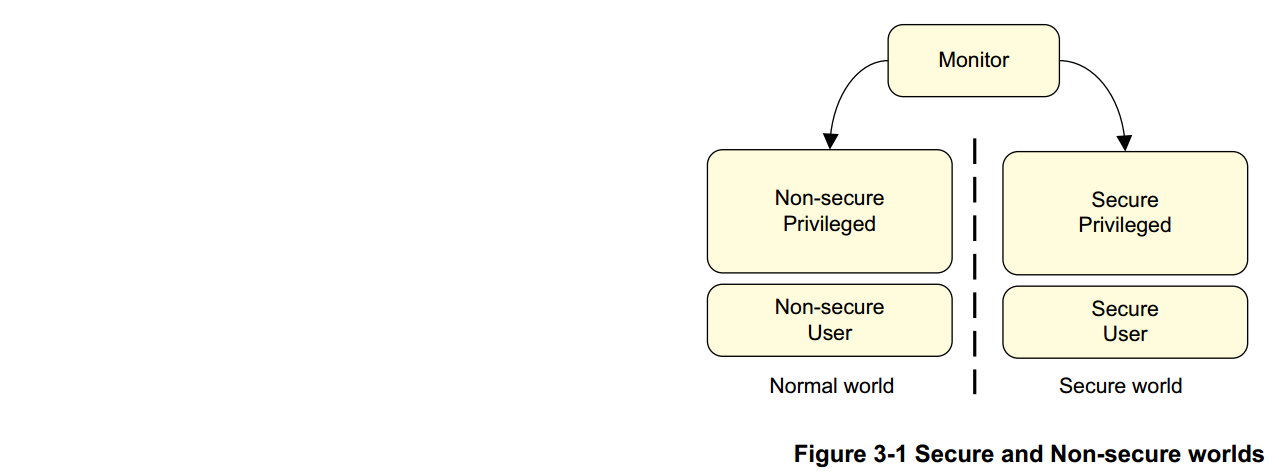 Monitor
Non-secure
Privileged
Secure
Privileged
Non-secure
User
Secure
User
Normal world
Secure world
Figure 3-1 Secure and Non-secure worlds